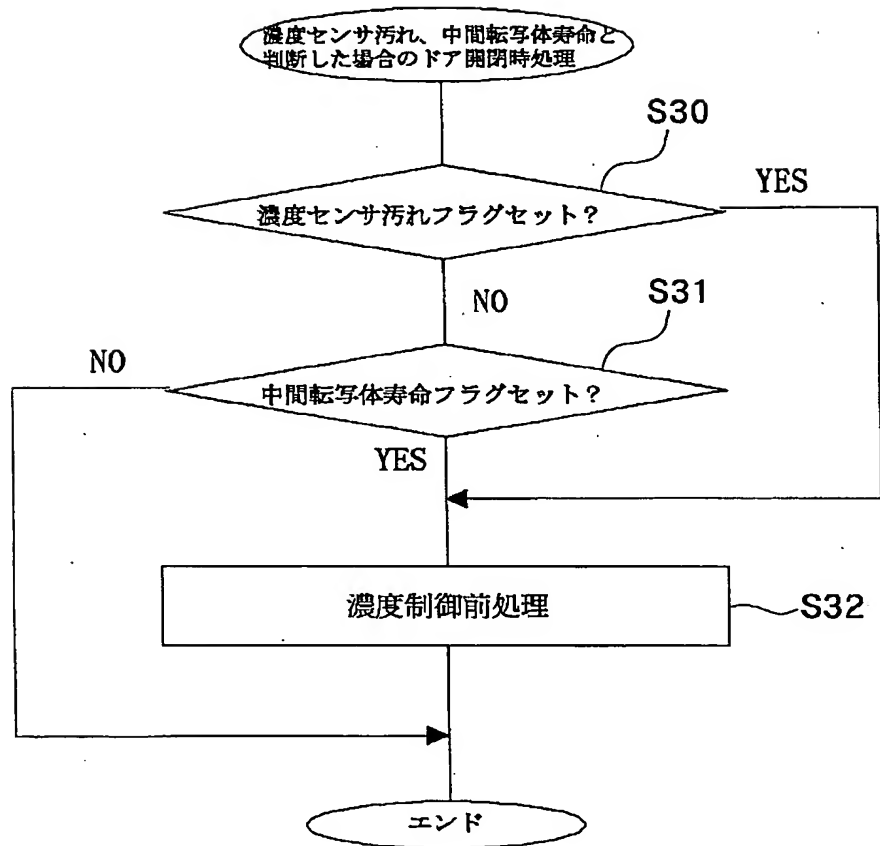 濃度センサ汚れ、中間転写体寿命と
判断した場合のドア開閉時処理
S30
YES
濃度センサ汚れフラグセット？
NO
S31
NO
中間転写体寿命フラグセット？
YES
濃度制御前処理
S32
エンド